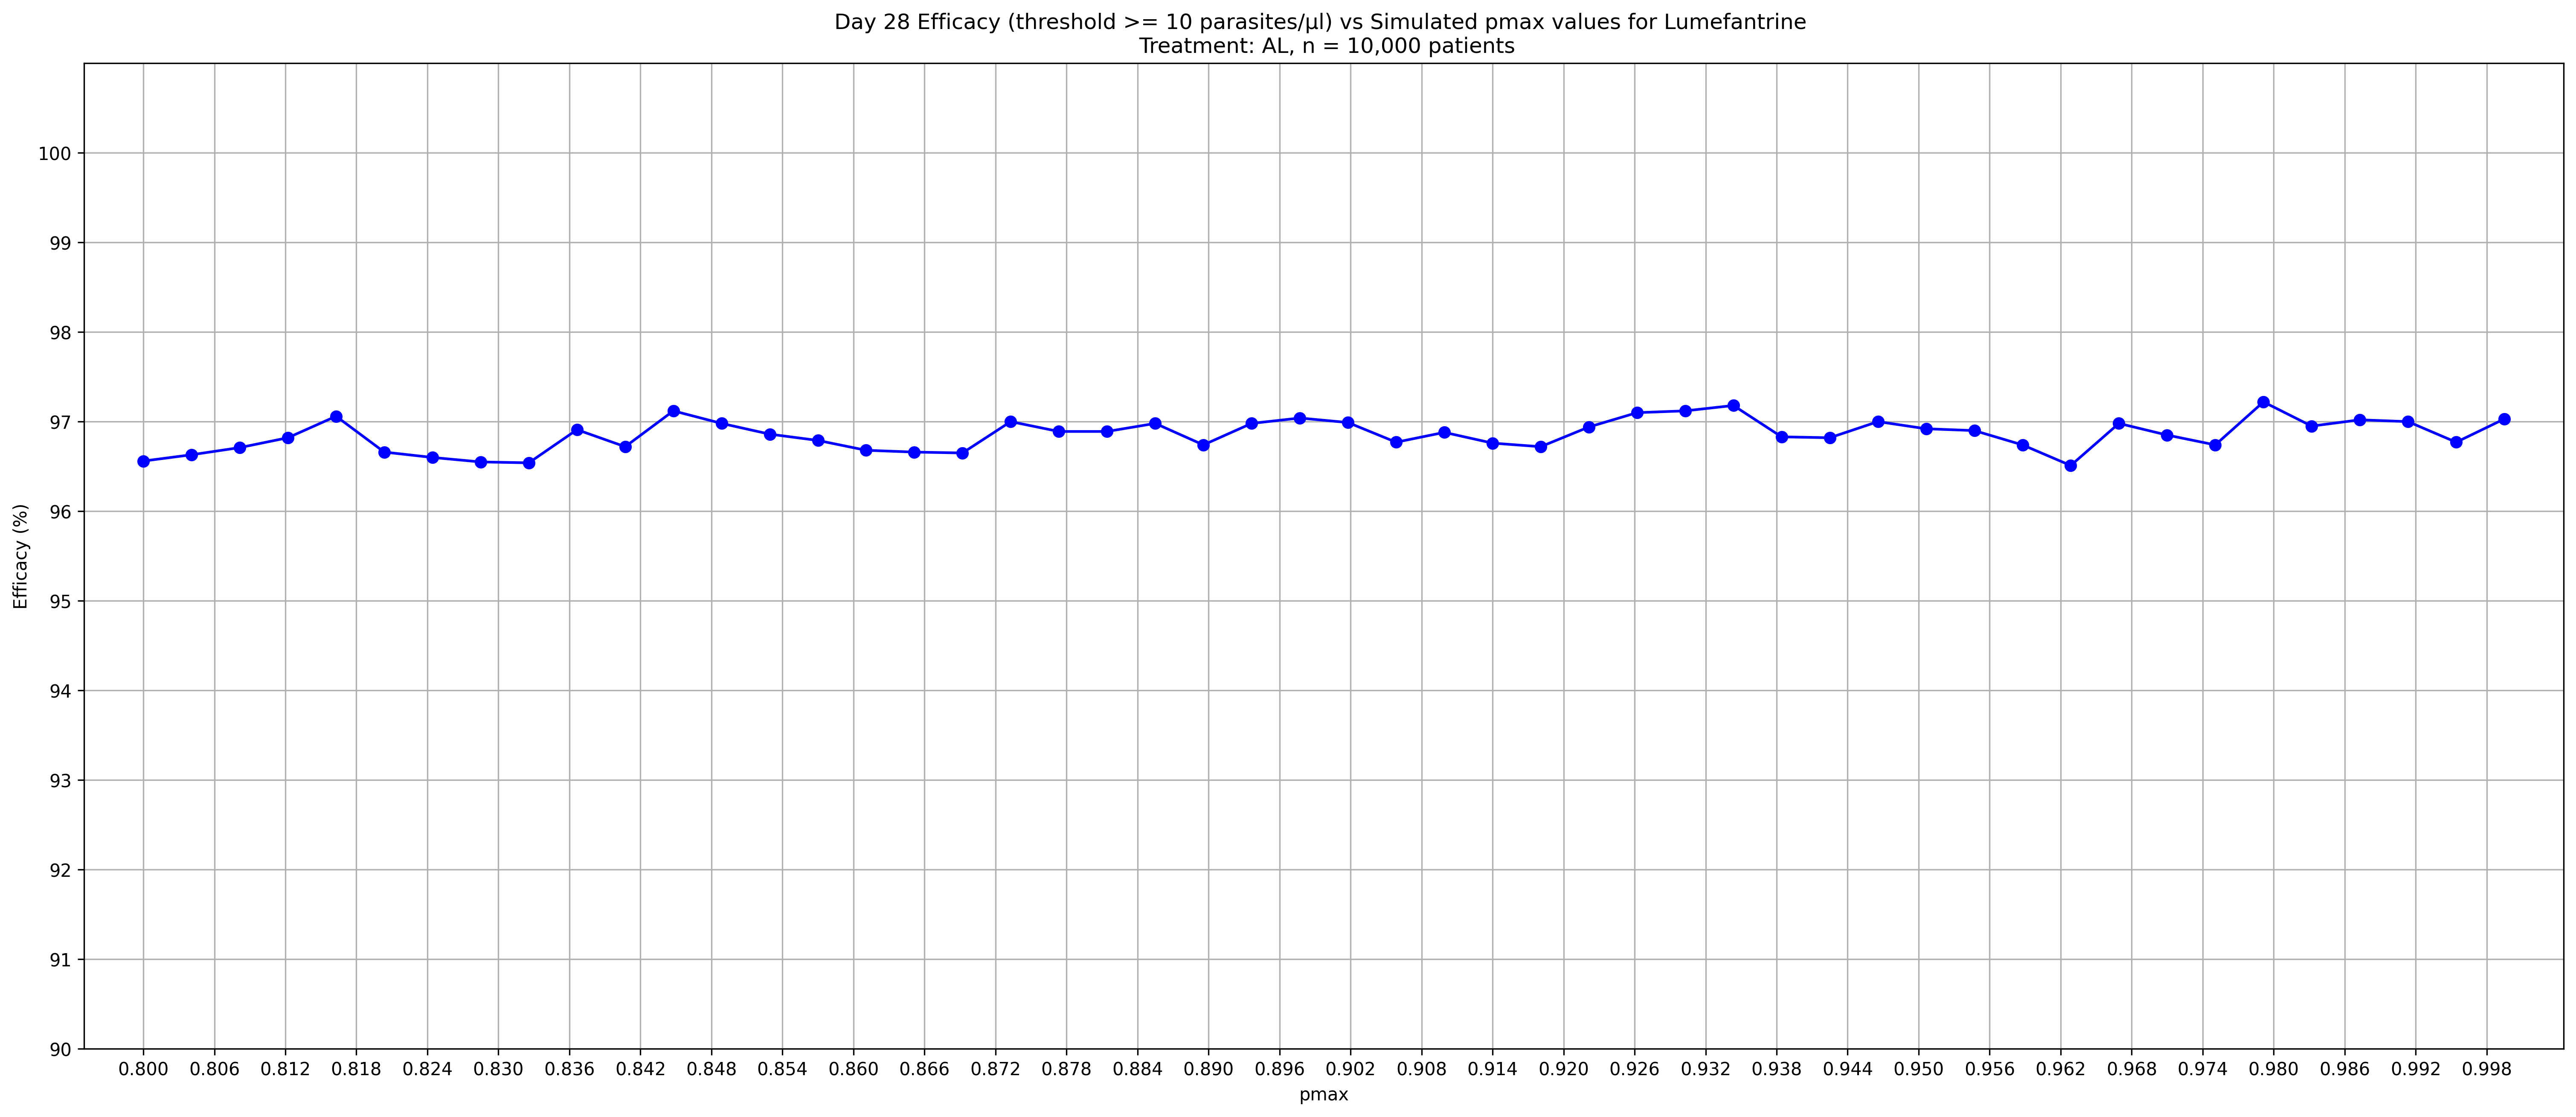 Day 28 Efficacy (threshold >= 10 parasites/µl) vs Simulated pmax values for Lumefantrine
Treatment: AL, n = 10,000 patients
Efficacy (%)
100
99
98
97
96
95
94
93
92
91
90
0.800 0.806 0.812 0.818 0.824 0.830 0.836 0.842 0.848 0.854 0.860 0.866 0.872 0.878 0.884 0.890 0.896 0.902 0.908 0.914 0.920 0.926 0.932 0.938 0.944 0.950 0.956 0.962 0.968 0.974 0.980 0.986 0.992 0.998
pmax